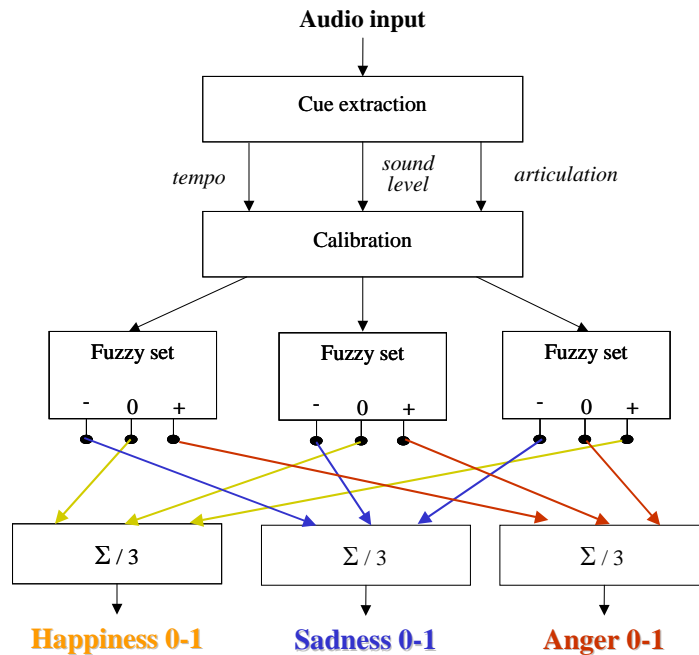 Audio input
Cue extraction
tempo
sound
level
articulation
Calibration
Fuzzy set
- 0 +
Fuzzy set
- 0 +
Fuzzy set
- 0 +
Σ / 3
Σ / 3
Σ / 3
Happiness 0-1
Sadness 0-1
Anger 0-1